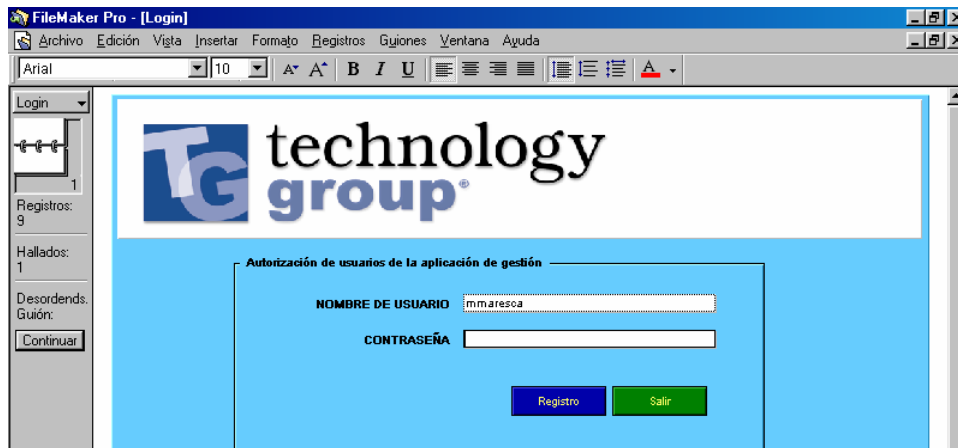 FileMaker Pro - [Login]
Archivo Edición Vista Insertar Formato Registros Guiones Ventana Ayuda
Arial 10 A A B I U A
Login
1
Registros:
9
Hallados:
1
Desordends.
Guión:
Continuar
TG technology
group®
Autorización de usuarios de la aplicación de gestión
NOMBRE DE USUARIO mmaresca
CONTRASEÑA
Registro Salir